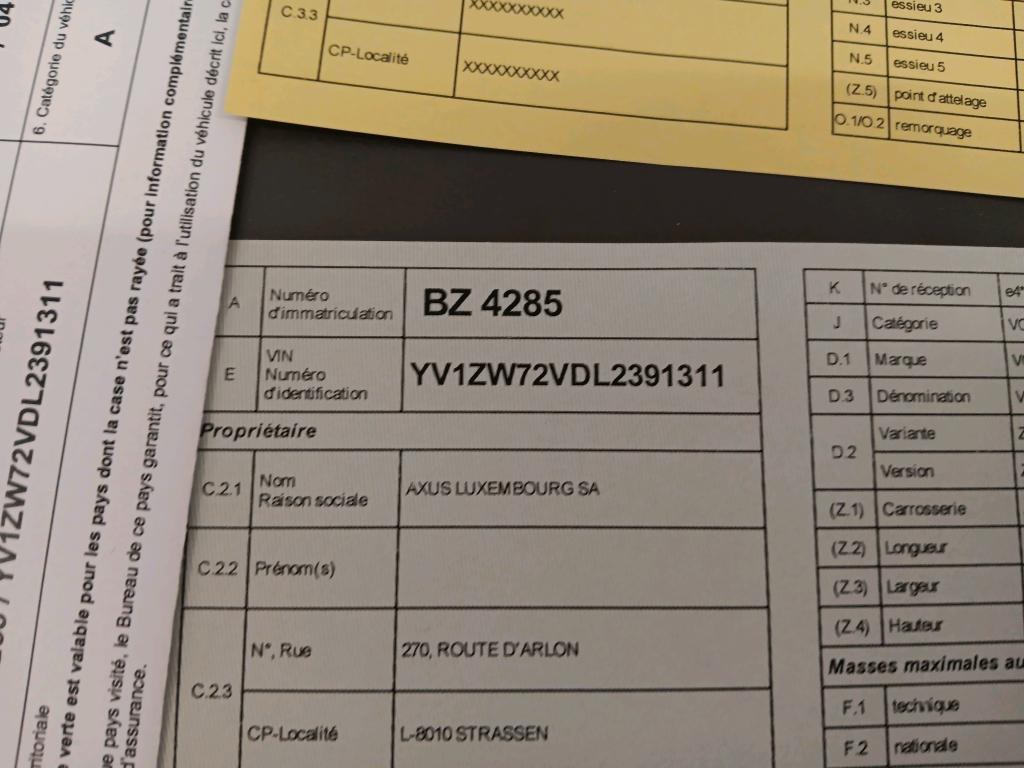 04
6. Catégorie du véhic
A
YV1ZW72VDL2391311
e verte est valable pour les pays dont la case n'est pas rayée (pour information complémentaire
pays visité, le Bureau de ce pays garantit, pour ce qui a trait à l'utilisation du véhicule décrit ici, la c
d'assurance.
C.3.3
XXXXXXXXXX
CP-Localité
XXXXXXXXXX
N.3 essieu 3
N.4 essieu 4
N.5 essieu 5
(Z.5) point d'attelage
O.1/O.2 remorquage
A
Numéro
d'immatriculation
BZ 4285
E
VIN
Numéro
d'identification
YV1ZW72VDL2391311
Propriétaire
C.2.1
Nom
Raison sociale
AXUS LUXEMBOURG SA
C.2.2 Prénom(s)
C.2.3
N°, Rue
270, ROUTE D'ARLON
CP-Localité
L-8010 STRASSEN
K N° de réception e4*
J Catégorie
D.1 Marque
D.3 Dénomination
D.2
Variante
Version
(Z.1) Carrosserie
(Z.2) Longueur
(Z.3) Largeur
(Z.4) Hauteur
Masses maximales au
F.1 technique
F.2 nationale